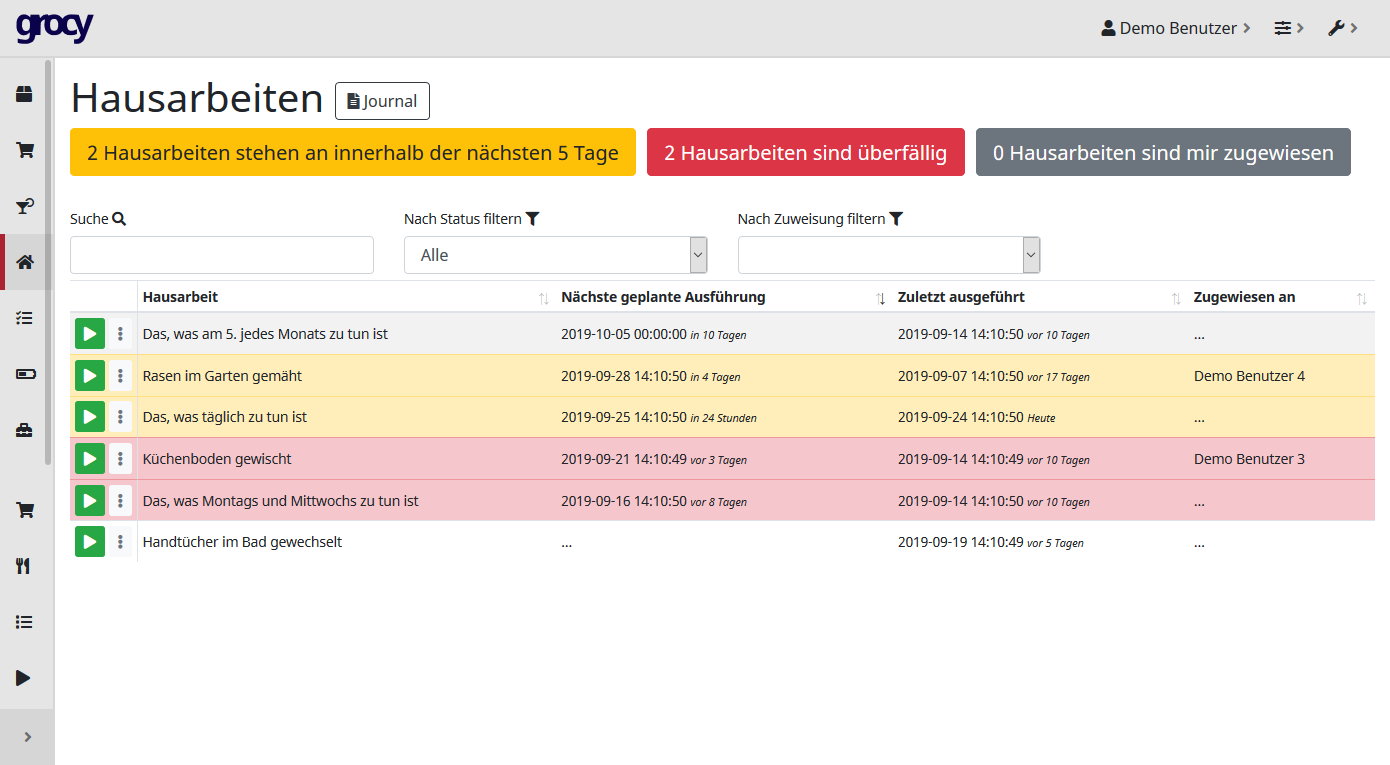 grocy
Demo Benutzer
Hausarbeiten Journal
2 Hausarbeiten stehen an innerhalb der nächsten 5 Tage 2 Hausarbeiten sind überfällig 0 Hausarbeiten sind mir zugewiesen
Suche Nach Status filtern Nach Zuweisung filtern
Alle
Hausarbeit Nächste geplante Ausführung Zuletzt ausgeführt Zugewiesen an
Das, was am 5. jedes Monats zu tun ist 2019-10-05 00:00:00 in 10 Tagen 2019-09-14 14:10:50 vor 10 Tagen ...
Rasen im Garten gemäht 2019-09-28 14:10:50 in 4 Tagen 2019-09-07 14:10:50 vor 17 Tagen Demo Benutzer 4
Das, was täglich zu tun ist 2019-09-25 14:10:50 in 24 Stunden 2019-09-24 14:10:50 Heute ...
Küchenboden gewischt 2019-09-21 14:10:49 vor 3 Tagen 2019-09-14 14:10:49 vor 10 Tagen Demo Benutzer 3
Das, was Montags und Mittwochs zu tun ist 2019-09-16 14:10:50 vor 8 Tagen 2019-09-14 14:10:50 vor 10 Tagen ...
Handtücher im Bad gewechselt ... 2019-09-19 14:10:49 vor 5 Tagen ...